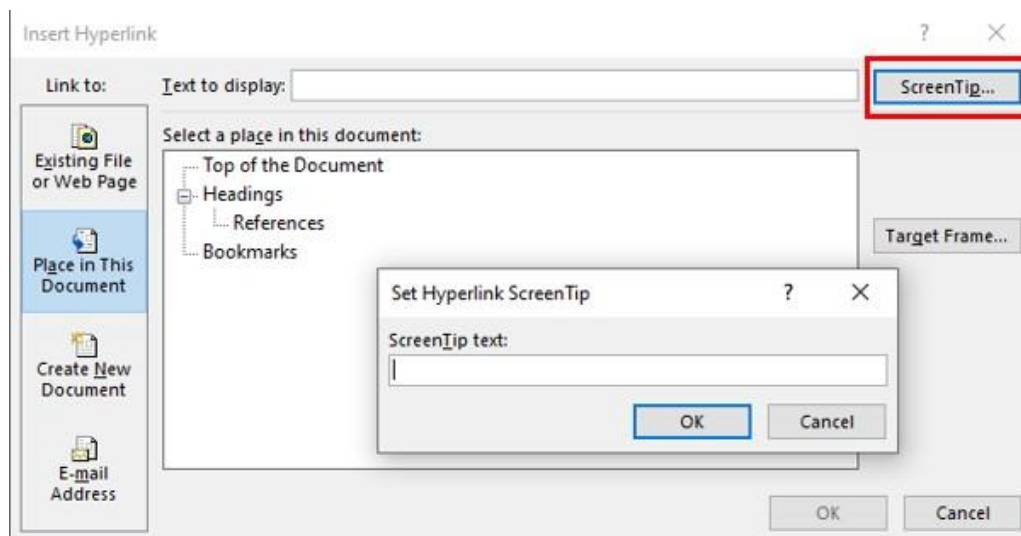 Insert Hyperlink
?
Link to:
Text to display:
ScreenTip...
Select a place in this document:
Existing File
or Web Page
Top of the Document
Headings
References
Bookmarks
Target Frame...
Place in This
Document
Set Hyperlink ScreenTip
?
ScreenTip text:
OK
Cancel
Create New
Document
E-mail
Address
OK
Cancel